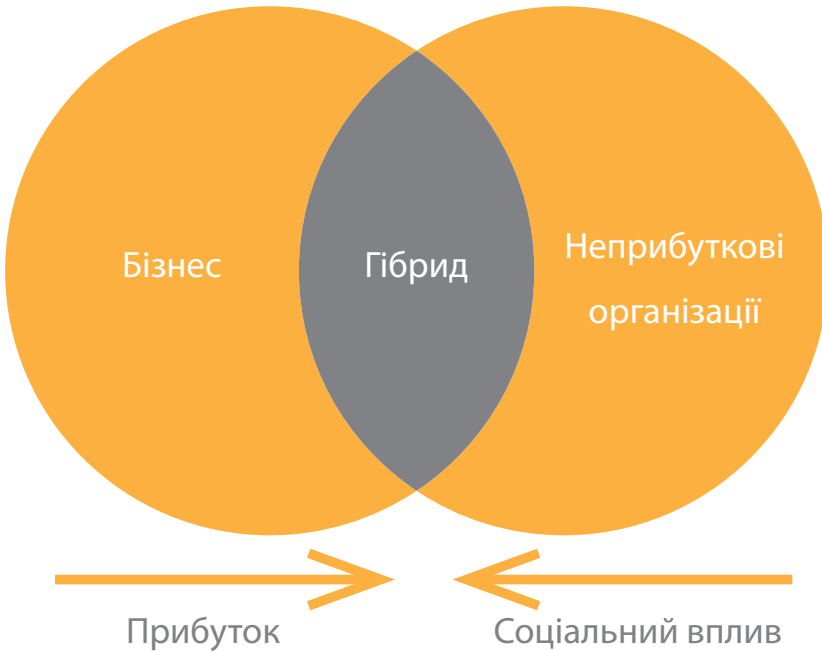 Бізнес
Гібрид
Неприбуткові
організації
Прибуток
Соціальний вплив